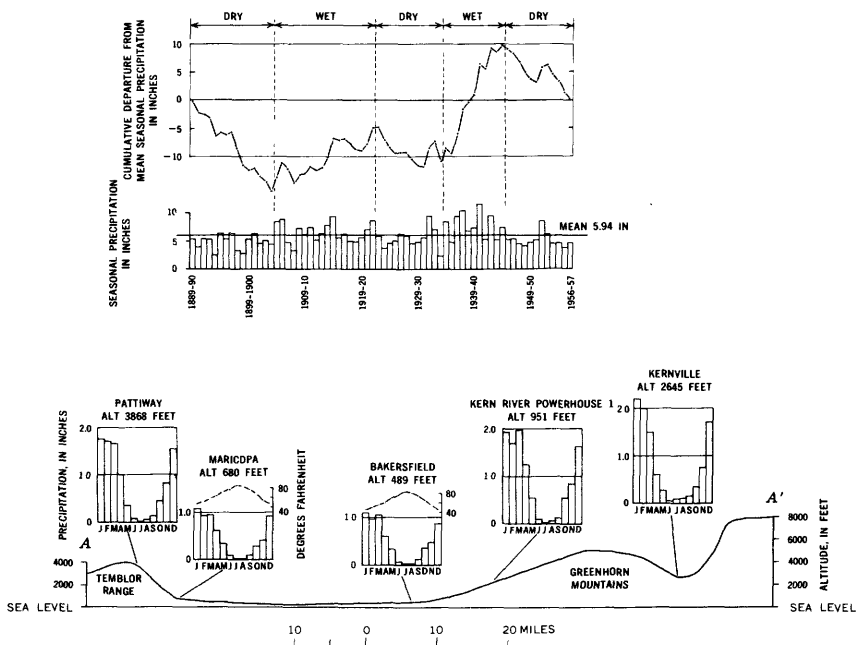 DRY WET DRY WET DRY
CUMULATIVE DEPARTURE FROM
MEAN SEASONAL PRECIPITATION
IN INCHES
10
5
0
-5
-10
SEASONAL PRECIPITATION
IN INCHES
10
5
0
MEAN 5.94 IN
1889-90
1899-1900
1909-10
1919-20
1929-30
1939-40
1949-50
1956-57
PATTIWAY
ALT 3868 FEET
PRECIPITATION, IN INCHES
2.0
1.0
0
JFMAMJJASOND
MARICOPA
ALT 680 FEET
1.0
0
80
40
DEGREES FAHRENHEIT
JFMAMJJASOND
BAKERSFIELD
ALT 489 FEET
1.0
0
80
40
JFMAMJJASOND
KERN RIVER POWERHOUSE 1
ALT 951 FEET
2.0
1.0
0
JFMAMJJASOND
KERNVILLE
ALT 2645 FEET
2.0
1.0
0
JFMAMJJASOND
A
A'
4000
2000
SEA LEVEL
TEMBLOR
RANGE
GREENHORN
MOUNTAINS
8000
6000
4000
2000
SEA LEVEL
ALTITUDE, IN FEET
10 0 10 20 MILES